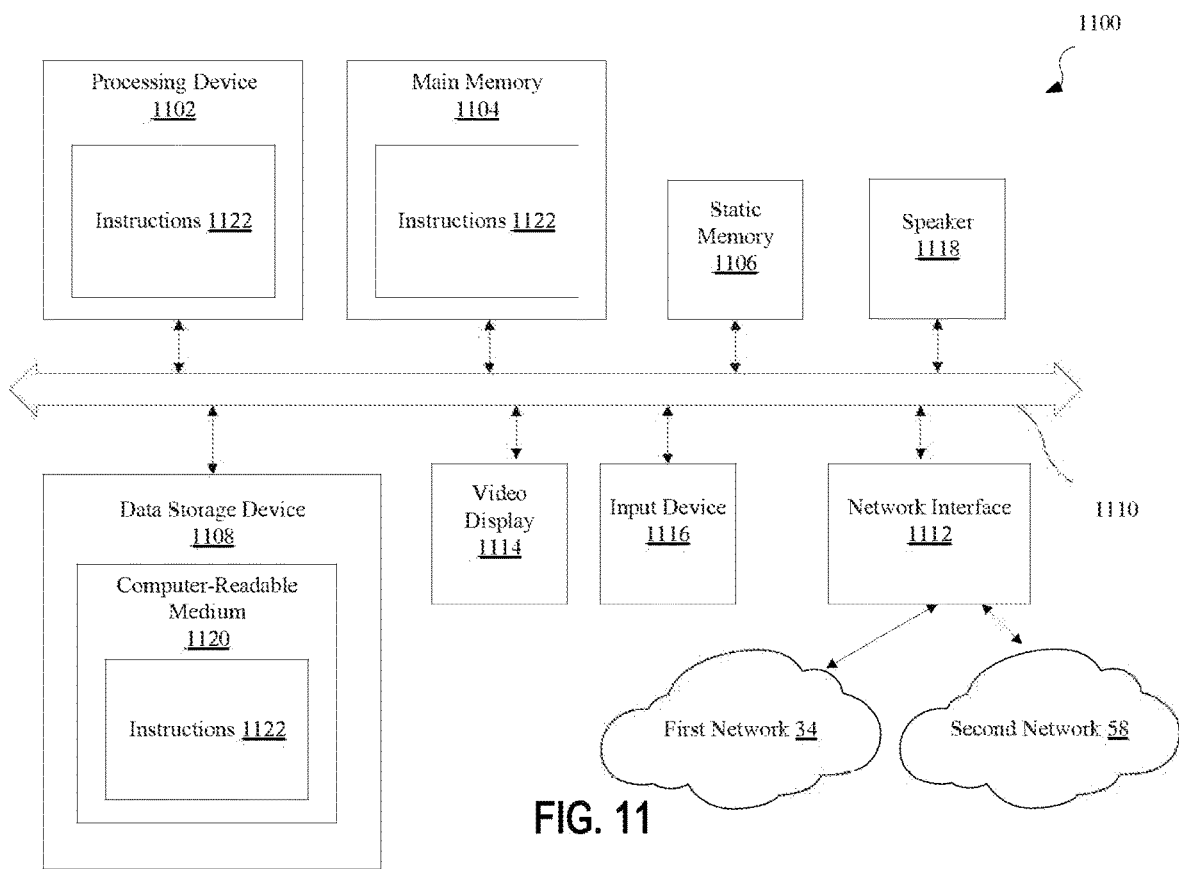 1100
Processing Device
1102
Instructions 1122
Main Memory
1104
Instructions 1122
Static
Memory
1106
Speaker
1118
Data Storage Device
1108
Computer-Readable
Medium
1120
Instructions 1122
Video
Display
1114
Input Device
1116
Network Interface
1112
1110
First Network 34
Second Network 58
FIG. 11